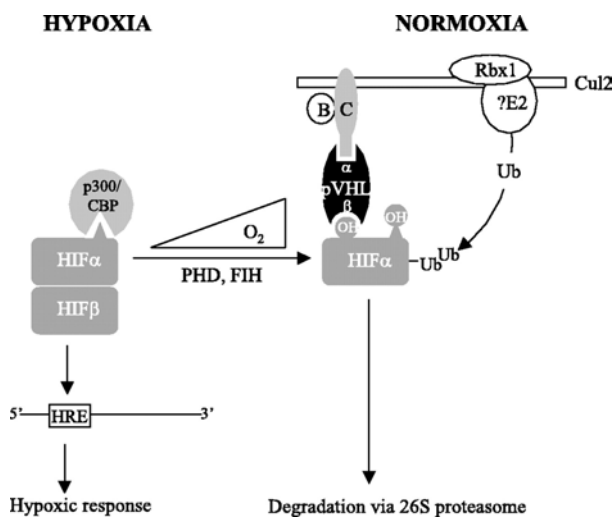 HYPOXIA
NORMOXIA
Rbx1
Cul2
B
C
?E2
α
pVHL
β
Ub
p300/
CBP
OH
OH
O2
HIFα
HIFα
Ub
Ub
PHD, FIH
HIFβ
5’
HRE
3’
Hypoxic response
Degradation via 26S proteasome